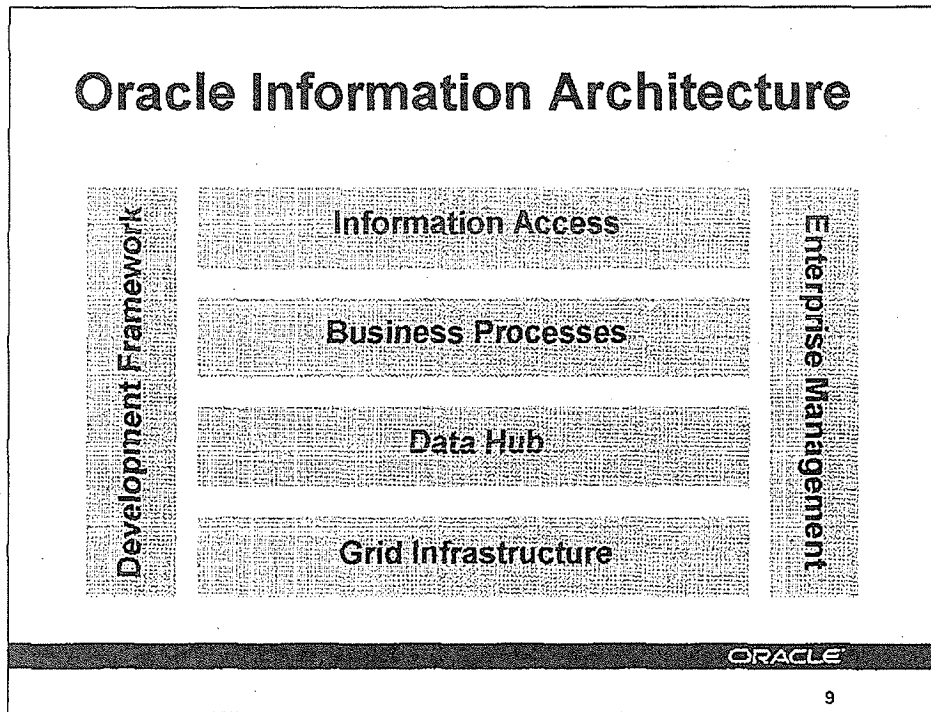 Oracle Information Architecture
Development Framework
Information Access
Business Processes
Data Hub
Grid Infrastructure
Enterprise Management
ORACLE
9